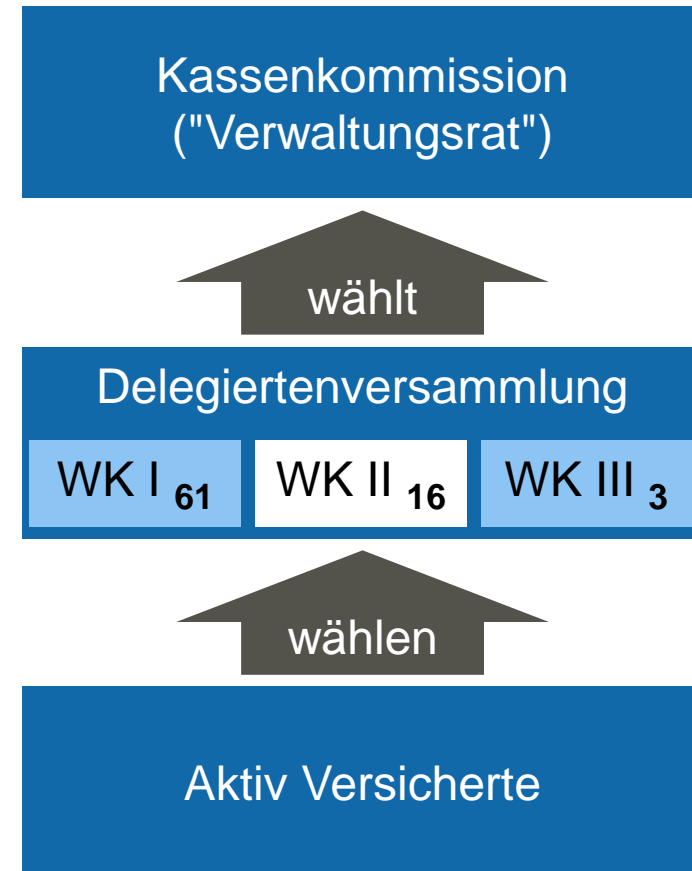 Kassenkommission
("Verwaltungsrat")
wählt
Delegiertenversammlung
WK I 61 WK II 16 WK III 3
wählen
Aktiv Versicherte